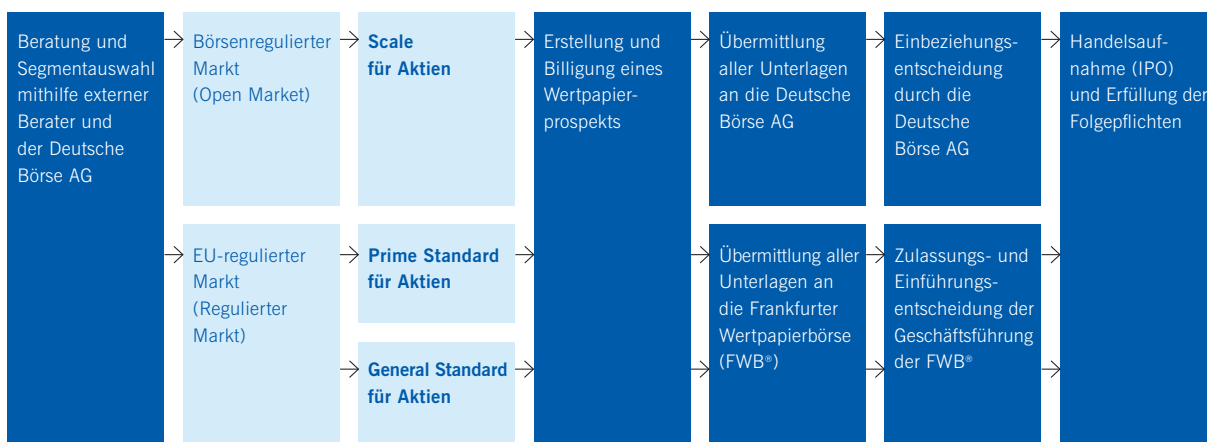 Beratung und
Segmentauswahl
mithilfe externer
Berater und
der Deutsche
Börse AG
Börsenregulierter
Markt
(Open Market)
Scale
für Aktien
Erstellung und
Billigung eines
Wertpapier-
prospekts
Übermittlung
aller Unterlagen
an die Deutsche
Börse AG
Einbeziehungs-
entscheidung
durch die
Deutsche
Börse AG
Handelsauf-
nahme (IPO)
und Erfüllung der
Folgepflichten
EU-regulierter
Markt
(Regulierter
Markt)
Prime Standard
für Aktien
General Standard
für Aktien
Übermittlung aller
Unterlagen an
die Frankfurter
Wertpapierbörse
(FWB®)
Zulassungs- und
Einführungs-
entscheidung der
Geschäftsführung
der FWB®